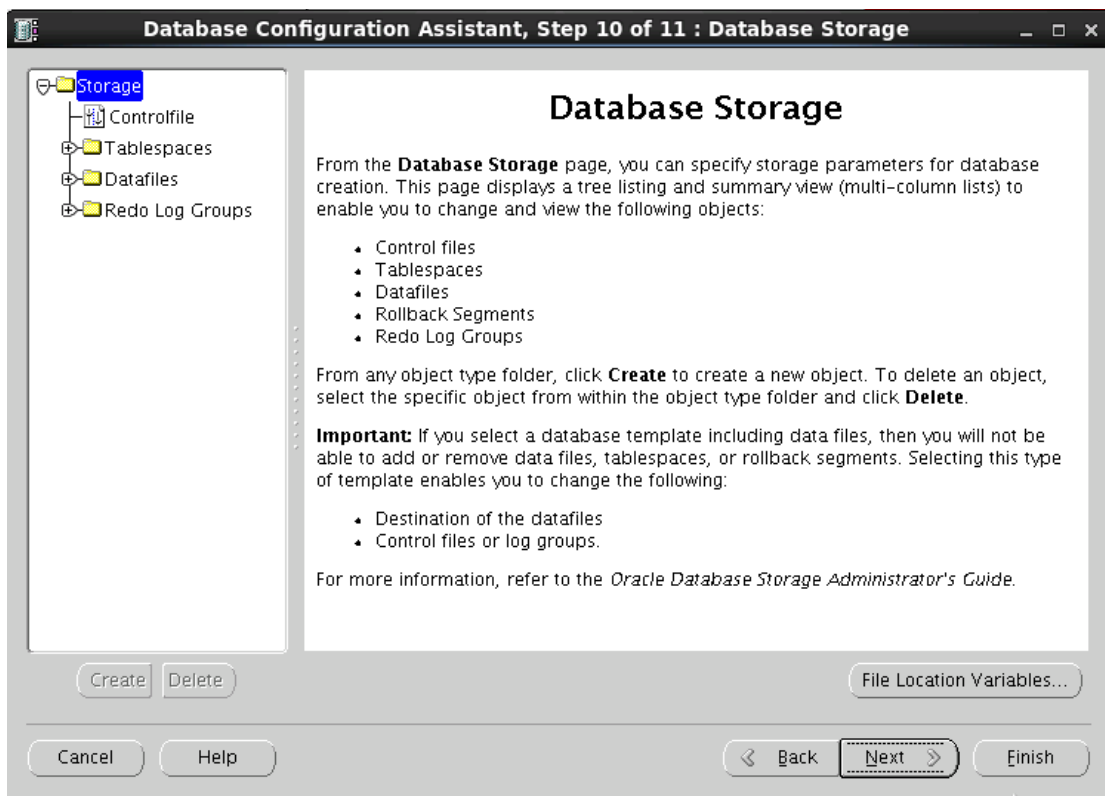 Database Configuration Assistant, Step 10 of 11 : Database Storage
Storage
Controlfile
Tablespaces
Datafiles
Redo Log Groups
Database Storage
From the Database Storage page, you can specify storage parameters for database
creation. This page displays a tree listing and summary view (multi-column lists) to
enable you to change and view the following objects:
• Control files
• Tablespaces
• Datafiles
• Rollback Segments
• Redo Log Groups
From any object type folder, click Create to create a new object. To delete an object,
select the specific object from within the object type folder and click Delete.
Important: If you select a database template including data files, then you will not be
able to add or remove data files, tablespaces, or rollback segments. Selecting this type
of template enables you to change the following:
• Destination of the datafiles
• Control files or log groups.
For more information, refer to the Oracle Database Storage Administrator's Guide.
Create Delete File Location Variables...
Cancel Help Back Next Finish